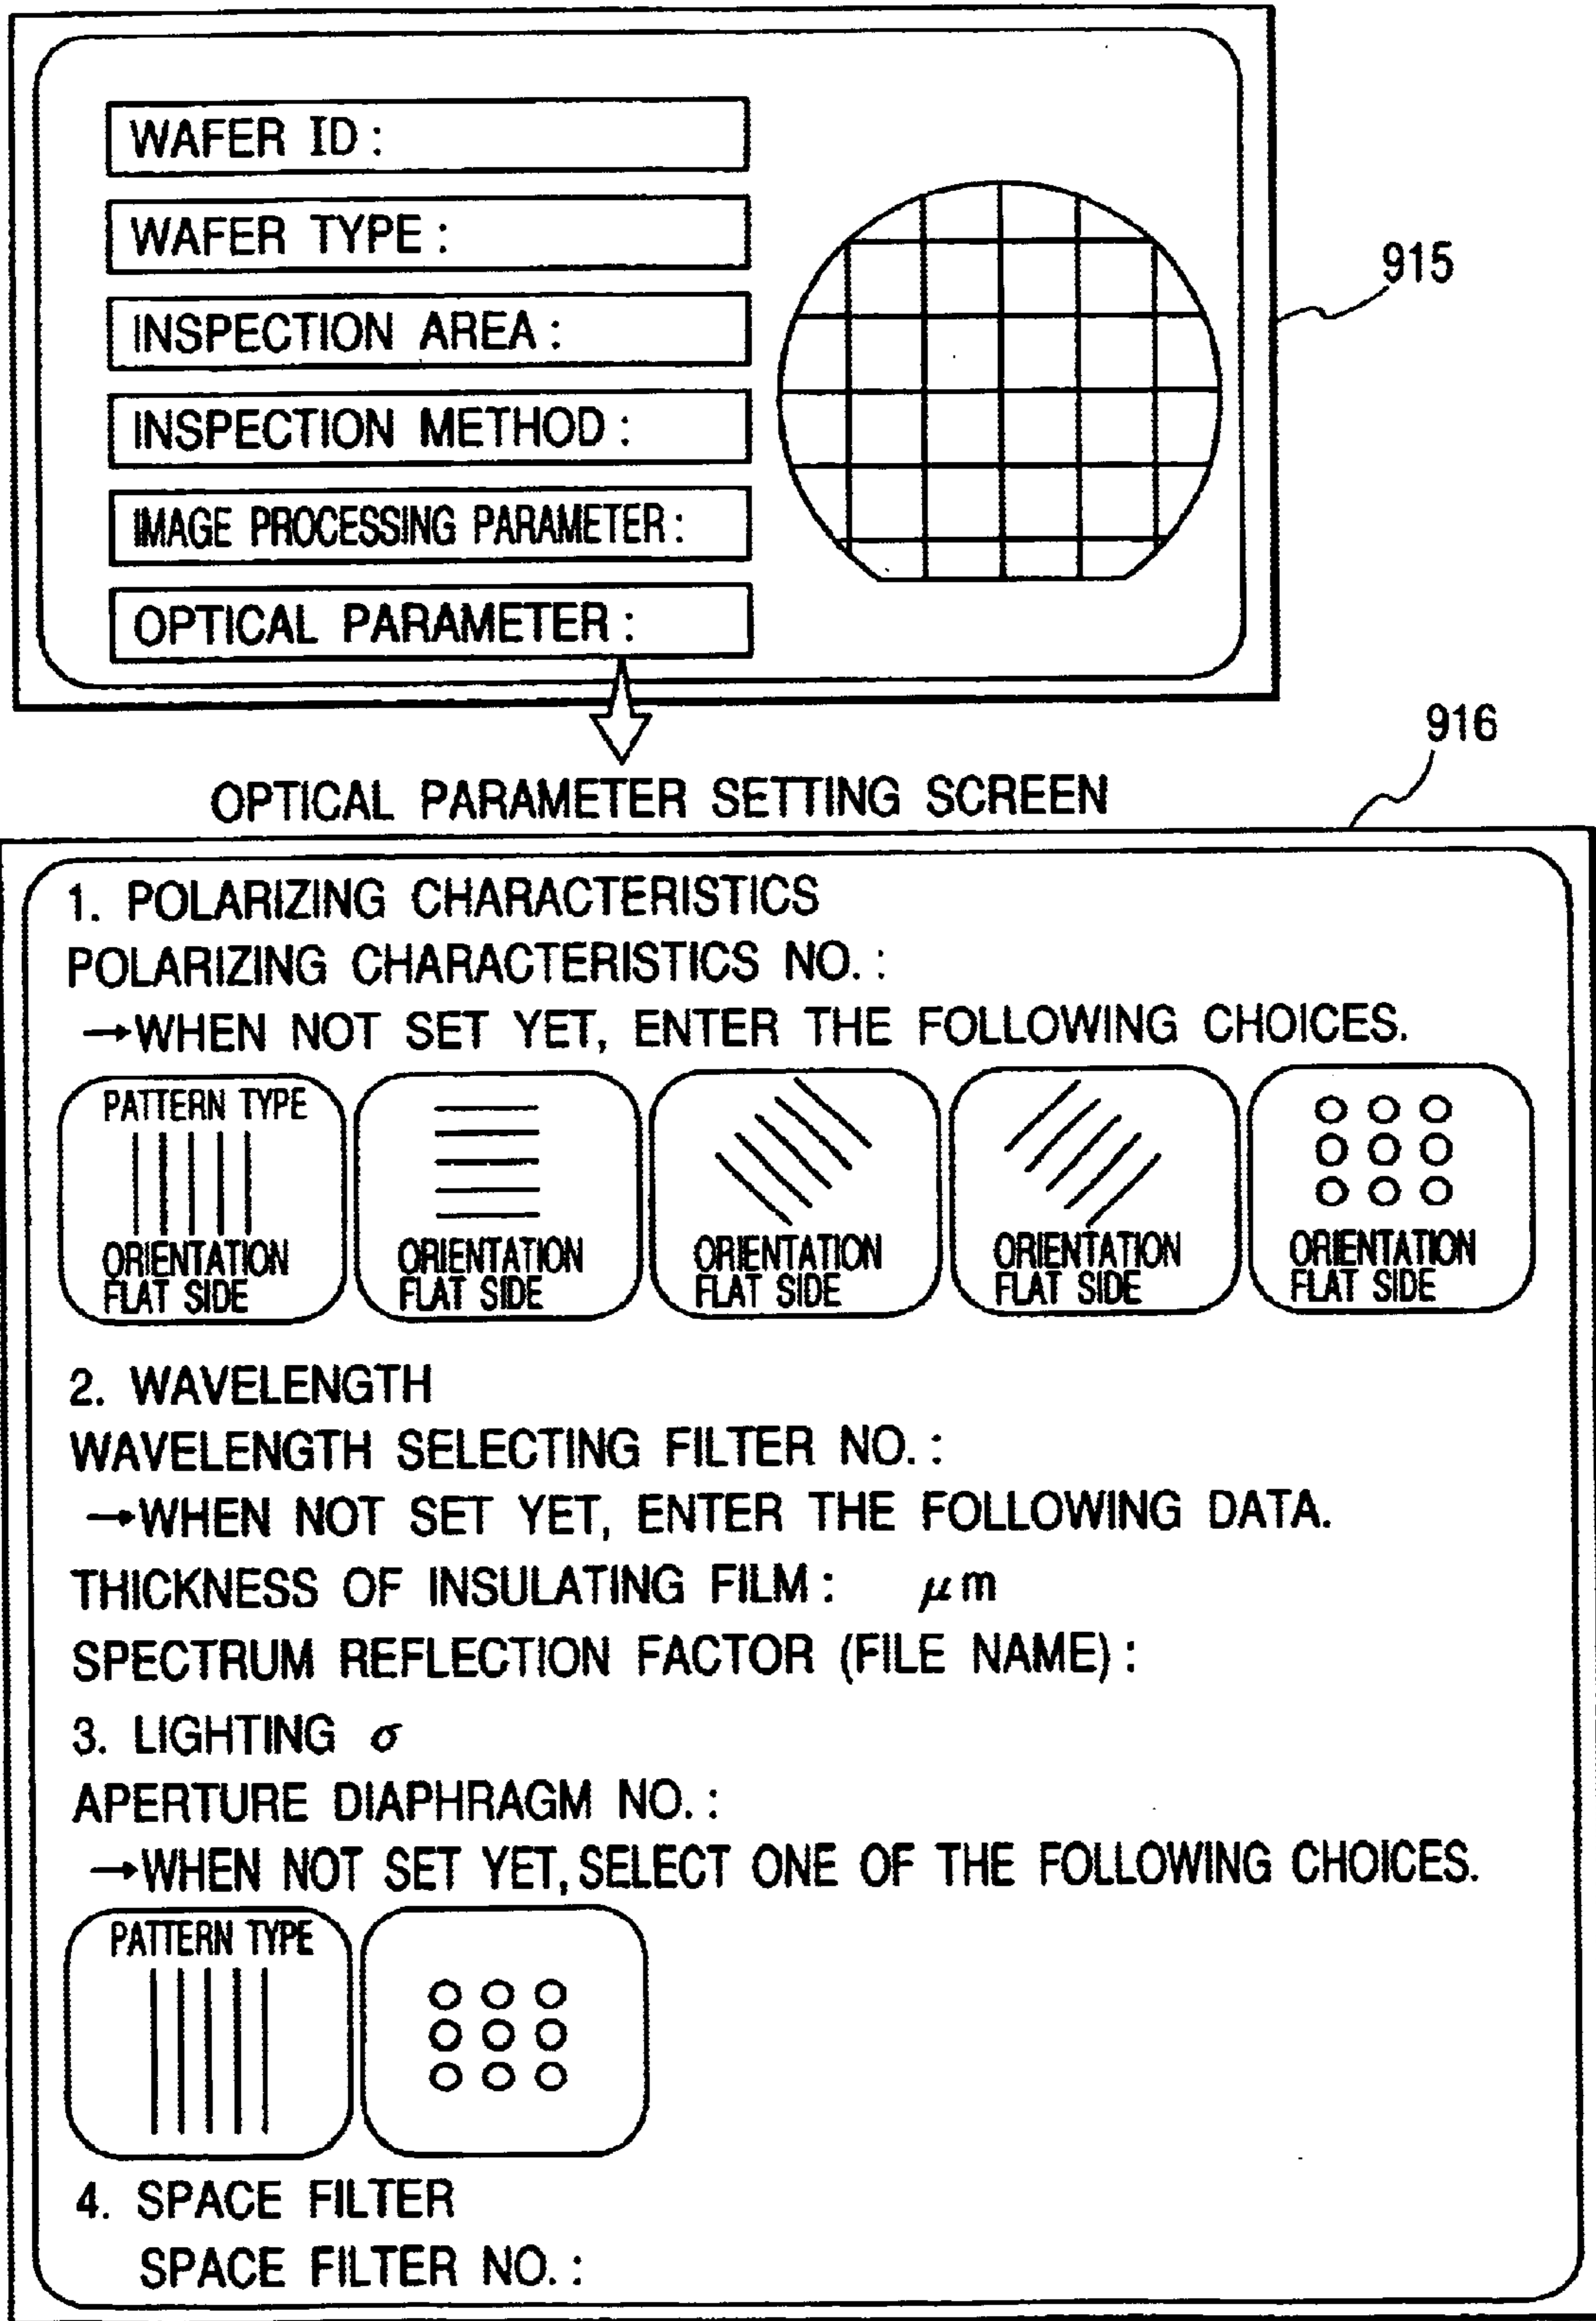 WAFER ID :
WAFER TYPE :
INSPECTION AREA :
INSPECTION METHOD :
IMAGE PROCESSING PARAMETER :
OPTICAL PARAMETER :
915
916
OPTICAL PARAMETER SETTING SCREEN
1. POLARIZING CHARACTERISTICS
POLARIZING CHARACTERISTICS NO. :
→WHEN NOT SET YET, ENTER THE FOLLOWING CHOICES.
PATTERN TYPE
ORIENTATION
FLAT SIDE
ORIENTATION
FLAT SIDE
ORIENTATION
FLAT SIDE
ORIENTATION
FLAT SIDE
ORIENTATION
FLAT SIDE
2. WAVELENGTH
WAVELENGTH SELECTING FILTER NO. :
→WHEN NOT SET YET, ENTER THE FOLLOWING DATA.
THICKNESS OF INSULATING FILM : μm
SPECTRUM REFLECTION FACTOR (FILE NAME) :
3. LIGHTING σ
APERTURE DIAPHRAGM NO. :
→WHEN NOT SET YET, SELECT ONE OF THE FOLLOWING CHOICES.
PATTERN TYPE
4. SPACE FILTER
SPACE FILTER NO. :